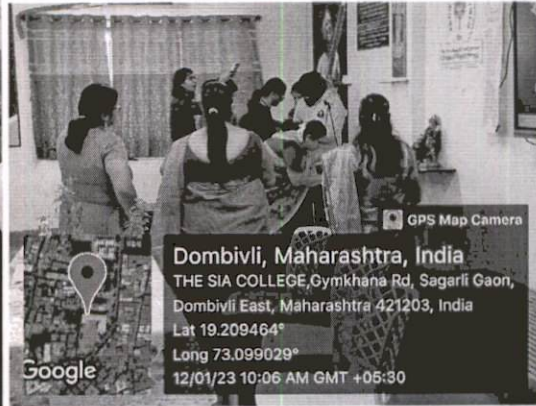 GPS Map Camera
Dombivli, Maharashtra, India
THE SIA COLLEGE,Gymkhana Rd, Sagarli Gaon,
Dombivli East, Maharashtra 421203, India
Lat 19.209464°
Long 73.099029°
12/01/23 10:06 AM GMT +05:30
Google